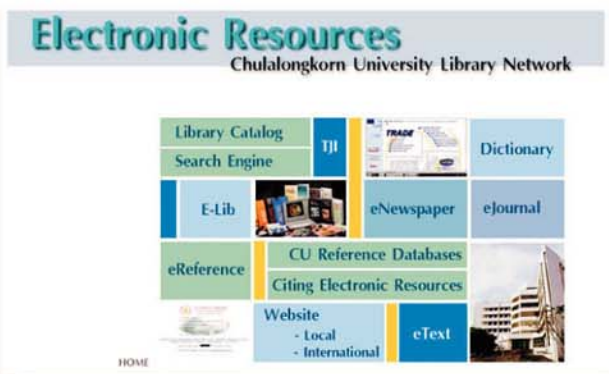 Electronic Resources
Chulalongkorn University Library Network
Library Catalog
TJI
TRADE
Dictionary
Search Engine
E-Lib
eNewspaper
eJournal
eReference
CU Reference Databases
Citing Electronic Resources
Website
- Local
- International
eText
HOME